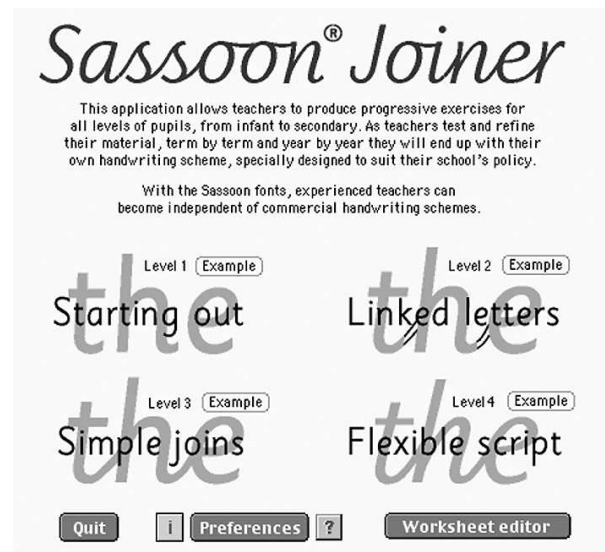 Sassoon® Joiner
This application allows teachers to produce progressive exercises for
all levels of pupils, from infant to secondary. As teachers test and refine
their material, term by term and year by year they will end up with their
own handwriting scheme, specially designed to suit their school's policy.
With the Sassoon fonts, experienced teachers can
become independent of commercial handwriting schemes.
Level 1 Example
the
Starting out
Level 2 Example
the
Linked letters
Level 3 Example
the
Simple joins
Level 4 Example
the
Flexible script
Quit i Preferences ? Worksheet editor